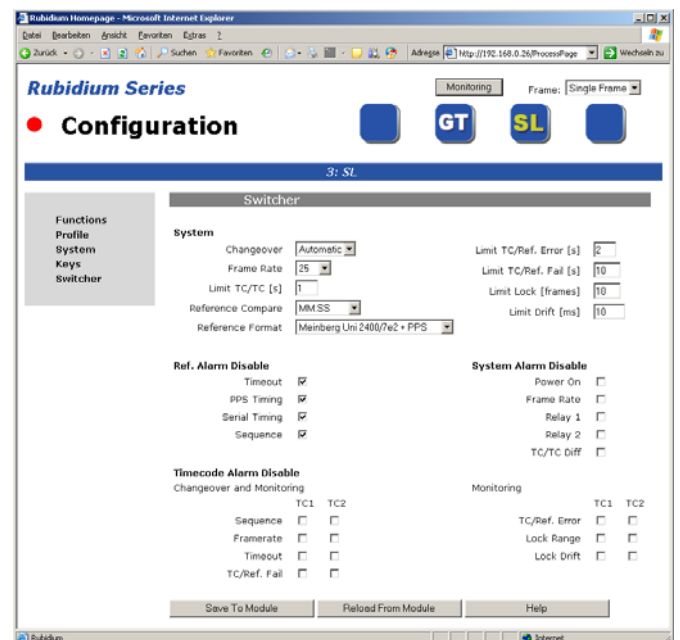 Rubidium Homepage - Microsoft Internet Explorer
Datei Bearbeiten Ansicht Favoriten Extras ?
Zurück Suchen Favoriten Adresse http://192.168.0.26/ProcessPage Wechseln zu
Rubidium Series Monitoring Frame: Single Frame
Configuration GT SL
3: SL
Switcher
Functions
Profile
System
Keys
Switcher
System
Changeover Automatic Limit TC/Ref. Error [s] 2
Frame Rate 25 Limit TC/Ref. Fail [s] 10
Limit TC/TC [s] 1 Limit Lock [frames] 10
Reference Compare MM:SS Limit Drift [ms] 10
Reference Format Meinberg Uni 2400/7e2 + PPS
Ref. Alarm Disable System Alarm Disable
Timeout Power On
PPS Timing Frame Rate
Serial Timing Relay 1
Sequence Relay 2
TC/TC Diff
Timecode Alarm Disable
Changeover and Monitoring Monitoring
TC1 TC2 TC1 TC2
Sequence TC/Ref. Error
Framerate Lock Range
Timeout Lock Drift
TC/Ref. Fail
Save To Module Reload From Module Help
Rubidium Internet